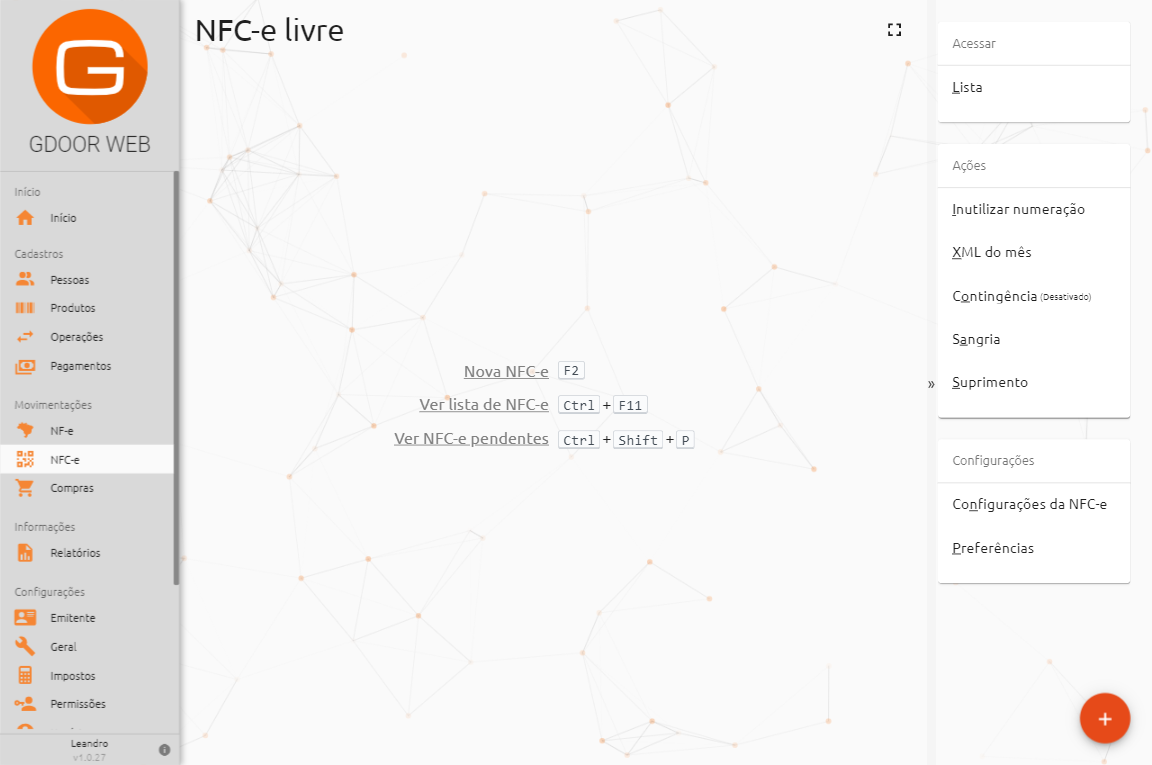 GDOOR WEB
Início
Início
Cadastros
Pessoas
Produtos
Operações
Pagamentos
Movimentações
NF-e
NFC-e
Compras
Informações
Relatórios
Configurações
Emitente
Geral
Impostos
Permissões
Leandro
v1.0.27
NFC-e livre
Nova NFC-e F2
Ver lista de NFC-e Ctrl + F11
Ver NFC-e pendentes Ctrl + Shift + P
»
Acessar
Lista
Ações
Inutilizar numeração
XML do mês
Contingência (Desativado)
Sangria
Suprimento
Configurações
Configurações da NFC-e
Preferências
+